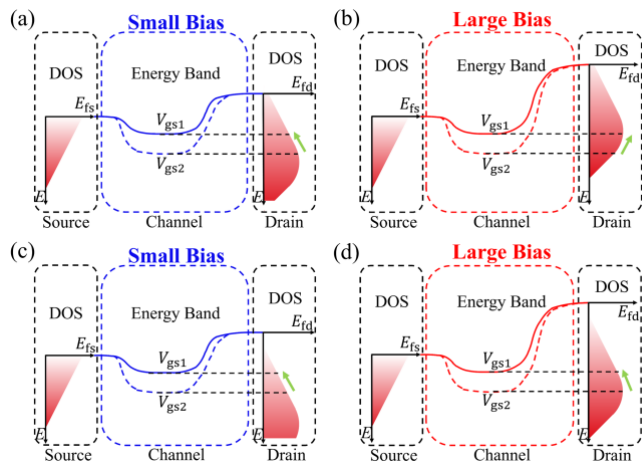 (a)
Small Bias
DOS
Energy Band
DOS
E_fs
E_fd
V_gs1
V_gs2
E
Source
Channel
Drain
(b)
Large Bias
DOS
Energy Band
DOS
E_fs
E_fd
V_gs1
V_gs2
E
E
Source
Channel
Drain
(c)
Small Bias
DOS
Energy Band
DOS
E_fs
E_fd
V_gs1
V_gs2
E
E
Source
Channel
Drain
(d)
Large Bias
DOS
Energy Band
DOS
E_fs
E_fd
V_gs1
V_gs2
E
E
Source
Channel
Drain